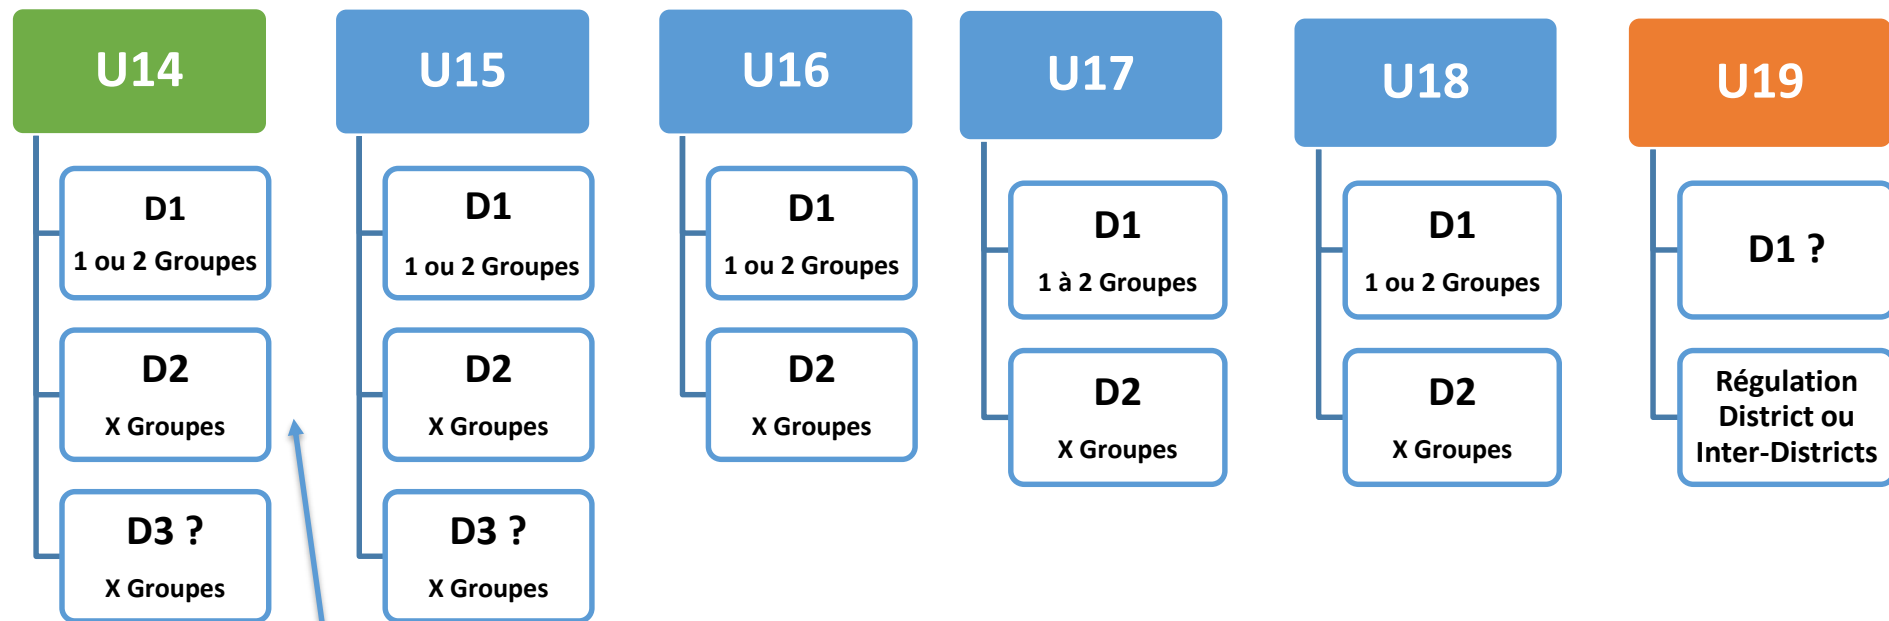 U14
D1
1 ou 2 Groupes
D2
X Groupes
D3 ?
X Groupes
U15
D1
1 ou 2 Groupes
D2
X Groupes
D3 ?
X Groupes
U16
D1
1 ou 2 Groupes
D2
X Groupes
U17
D1
1 à 2 Groupes
D2
X Groupes
U18
D1
1 ou 2 Groupes
D2
X Groupes
U19
D1 ?
Régulation
District ou
Inter-Districts